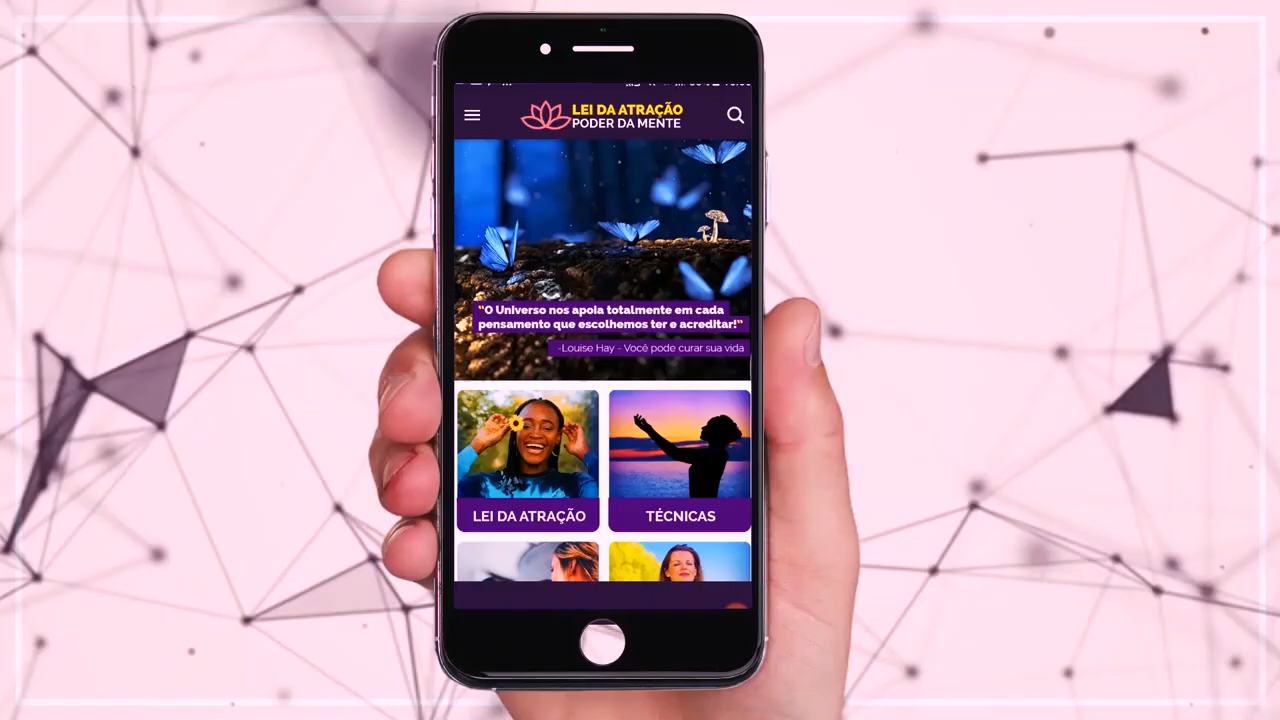 LEI DA ATRAÇÃO
PODER DA MENTE
“O Universo nos apoia totalmente em cada
pensamento que escolhemos ter e acreditar!”
-Louise Hay - Você pode curar sua vida
LEI DA ATRAÇÃO
TÉCNICAS